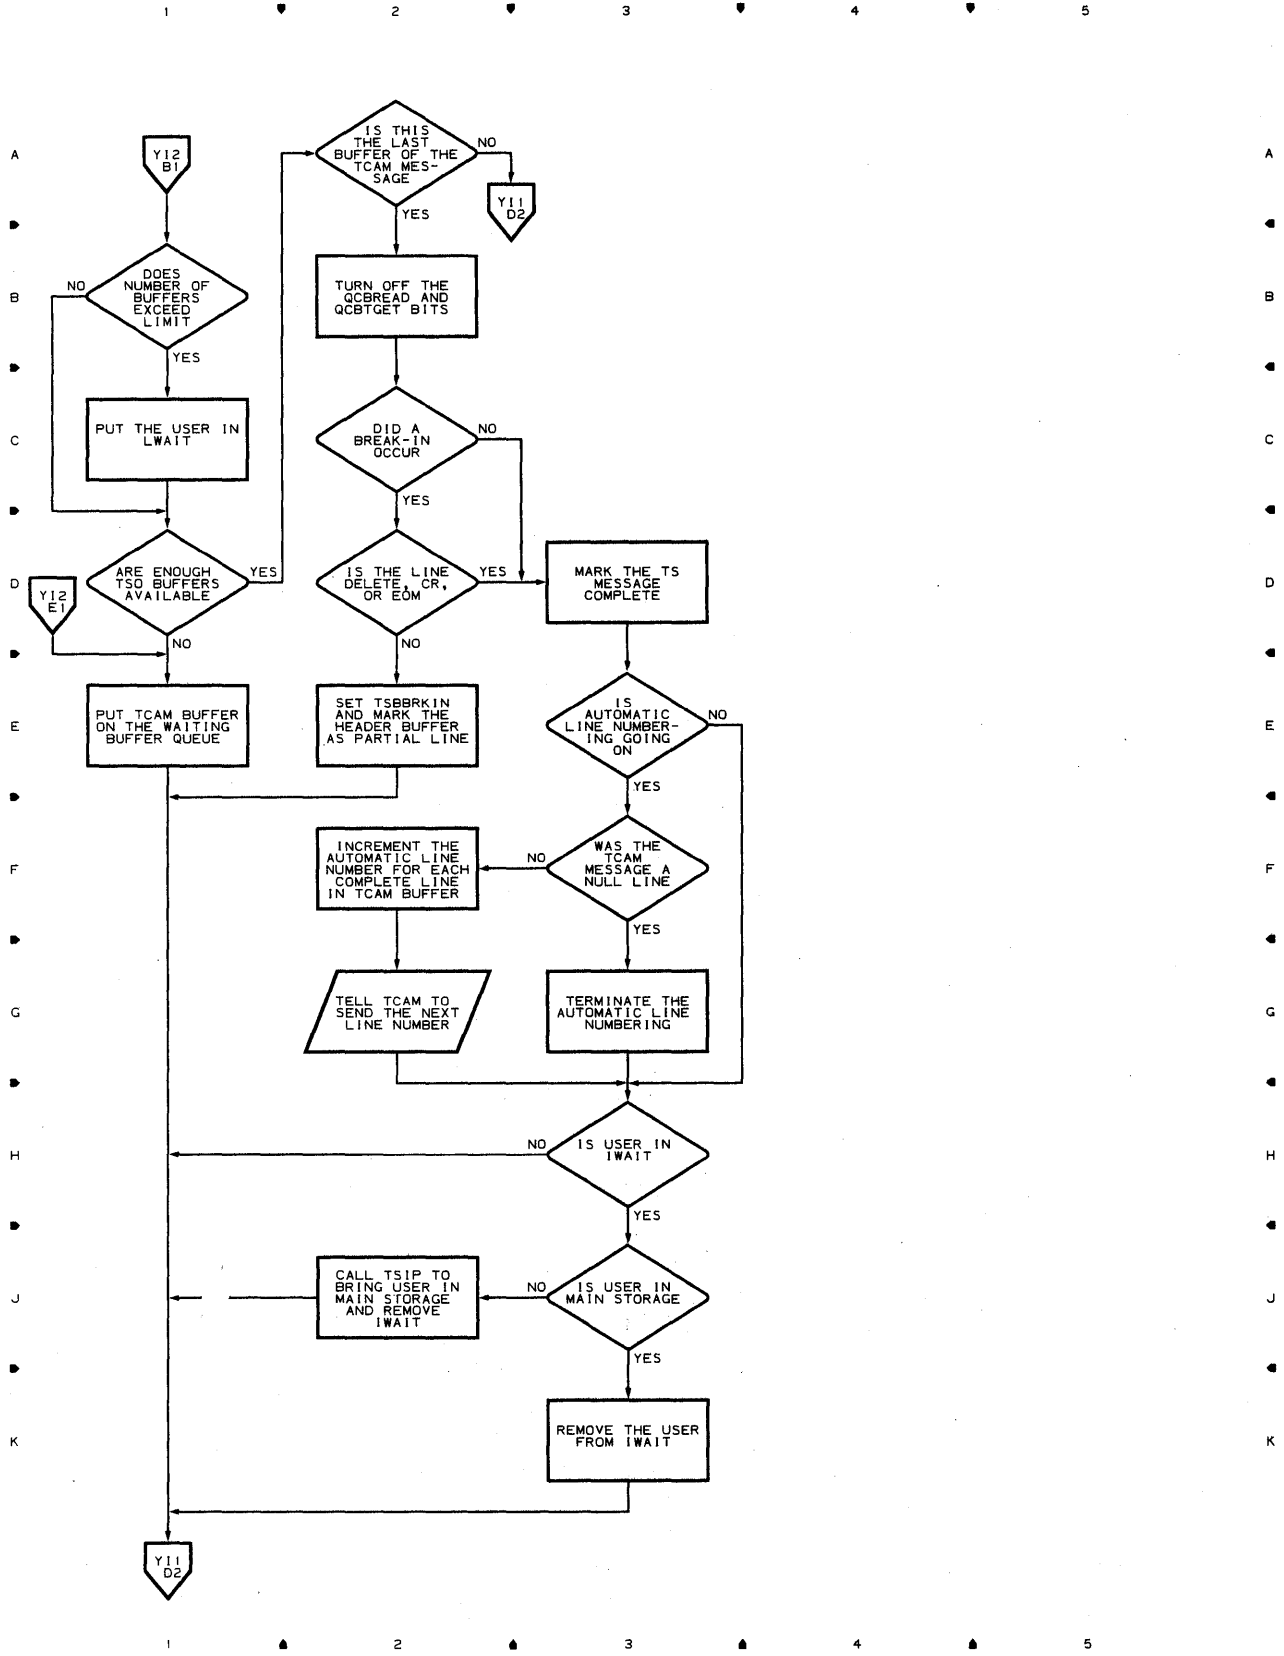 1 2 3 4 5
A
Y12
B1
IS THIS
THE LAST
BUFFER OF THE
TCAM MES-
SAGE
NO
Y11
D2
YES
A
B
DOES
NUMBER OF
BUFFERS
EXCEED
LIMIT
NO
YES
TURN OFF THE
QCBREAD AND
QCBTGET BITS
B
C
PUT THE USER IN
LWAIT
DID A
BREAK-IN
OCCUR
NO
YES
C
D
Y12
E1
ARE ENOUGH
TSO BUFFERS
AVAILABLE
YES
NO
IS THE LINE
DELETE, CR,
OR EOM
YES
NO
MARK THE TS
MESSAGE
COMPLETE
D
E
PUT TCAM BUFFER
ON THE WAITING
BUFFER QUEUE
SET TSBBRKIN
AND MARK THE
HEADER BUFFER
AS PARTIAL LINE
IS
AUTOMATIC
LINE NUMBER-
ING GOING
ON
NO
YES
E
F
INCREMENT THE
AUTOMATIC LINE
NUMBER FOR EACH
COMPLETE LINE
IN TCAM BUFFER
NO
WAS THE
TCAM
MESSAGE A
NULL LINE
YES
F
G
TELL TCAM TO
SEND THE NEXT
LINE NUMBER
TERMINATE THE
AUTOMATIC LINE
NUMBERING
G
H
NO
IS USER IN
IWAIT
YES
H
J
CALL TSIP TO
BRING USER IN
MAIN STORAGE
AND REMOVE
IWAIT
NO
IS USER IN
MAIN STORAGE
YES
J
K
REMOVE THE USER
FROM IWAIT
K
Y11
D2
1 2 3 4 5